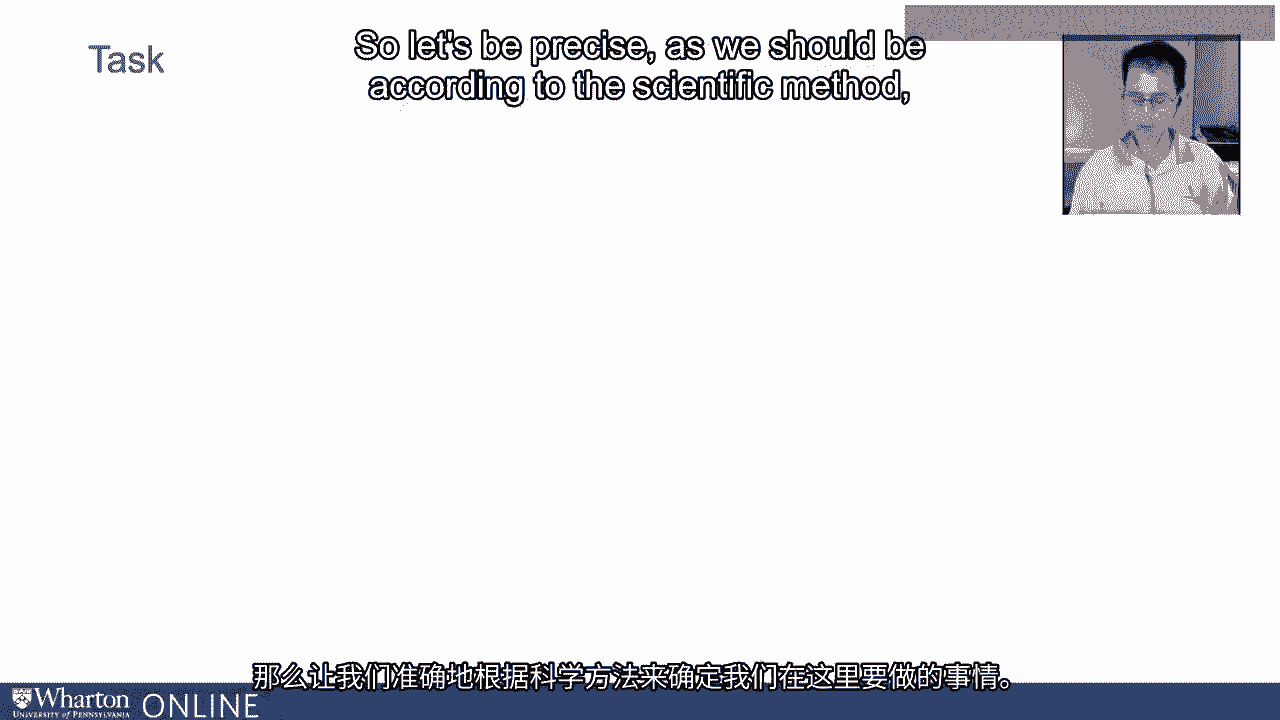 Task
So let's be precise, as we should be
according to the scientific method,
那么让我们准确地根据科学方法来确定我们在这里要做的事情。
Wharton
UNIVERSITY of PENNSYLVANIA
ONLINE